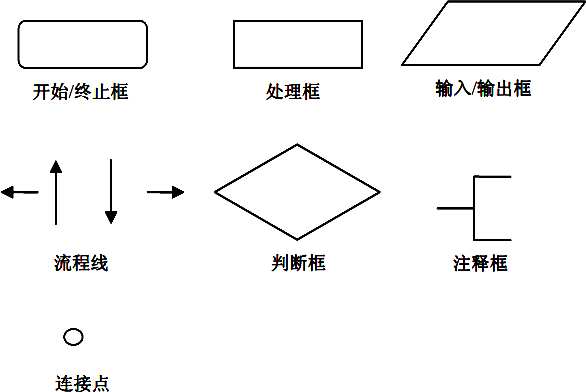 开始/终止框
处理框
输入/输出框
流程线
判断框
注释框
连接点